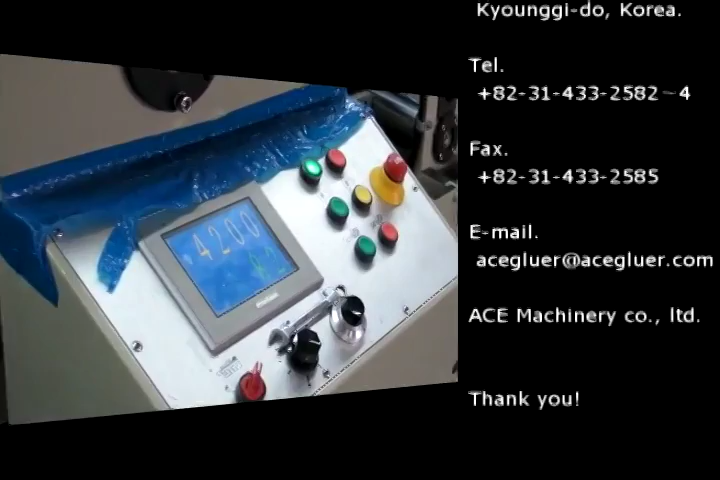 Kyounggi-do, Korea.
Tel.
+82-31-433-2582~4
Fax.
+82-31-433-2585
E-mail.
acegluer@acegluer.com
ACE Machinery co., ltd.
Thank you!
4200